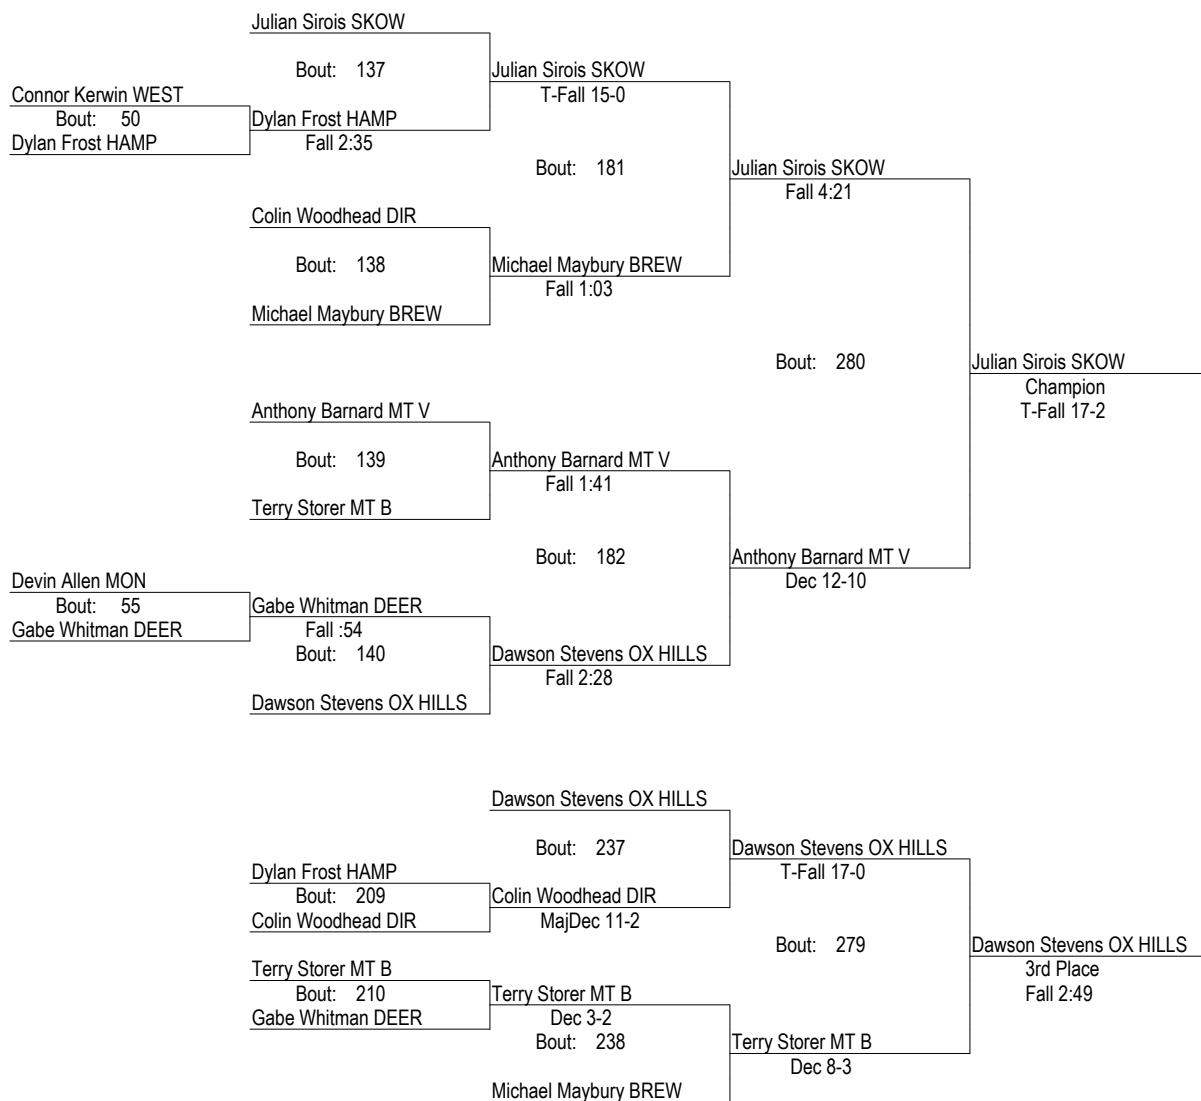 Julian Sirois SKOW
Bout: 137
Julian Sirois SKOW
T-Fall 15-0
Connor Kerwin WEST
Bout: 50
Dylan Frost HAMP
Dylan Frost HAMP
Fall 2:35
Bout: 181
Julian Sirois SKOW
Fall 4:21
Colin Woodhead DIR
Bout: 138
Michael Maybury BREW
Fall 1:03
Michael Maybury BREW
Bout: 280
Julian Sirois SKOW
Champion
T-Fall 17-2
Anthony Barnard MT V
Bout: 139
Anthony Barnard MT V
Fall 1:41
Terry Storer MT B
Bout: 182
Anthony Barnard MT V
Dec 12-10
Devin Allen MON
Bout: 55
Gabe Whitman DEER
Gabe Whitman DEER
Fall :54
Bout: 140
Dawson Stevens OX HILLS
Fall 2:28
Dawson Stevens OX HILLS
Dawson Stevens OX HILLS
Bout: 237
Dawson Stevens OX HILLS
T-Fall 17-0
Dylan Frost HAMP
Bout: 209
Colin Woodhead DIR
Colin Woodhead DIR
MajDec 11-2
Bout: 279
Dawson Stevens OX HILLS
3rd Place
Fall 2:49
Terry Storer MT B
Bout: 210
Gabe Whitman DEER
Terry Storer MT B
Dec 3-2
Bout: 238
Terry Storer MT B
Dec 8-3
Michael Maybury BREW